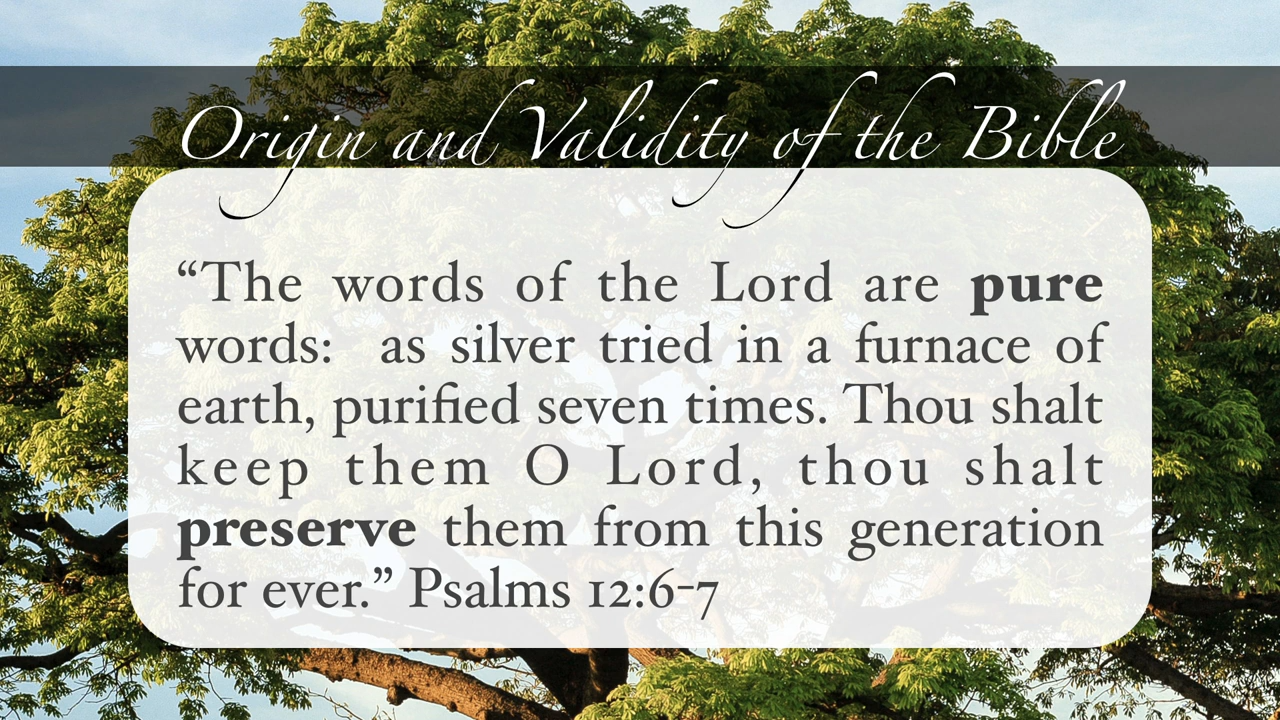 Origin and Validity of the Bible
“The words of the Lord are pure
words: as silver tried in a furnace of
earth, purified seven times. Thou shalt
keep them O Lord, thou shalt
preserve them from this generation
for ever.” Psalms 12:6-7